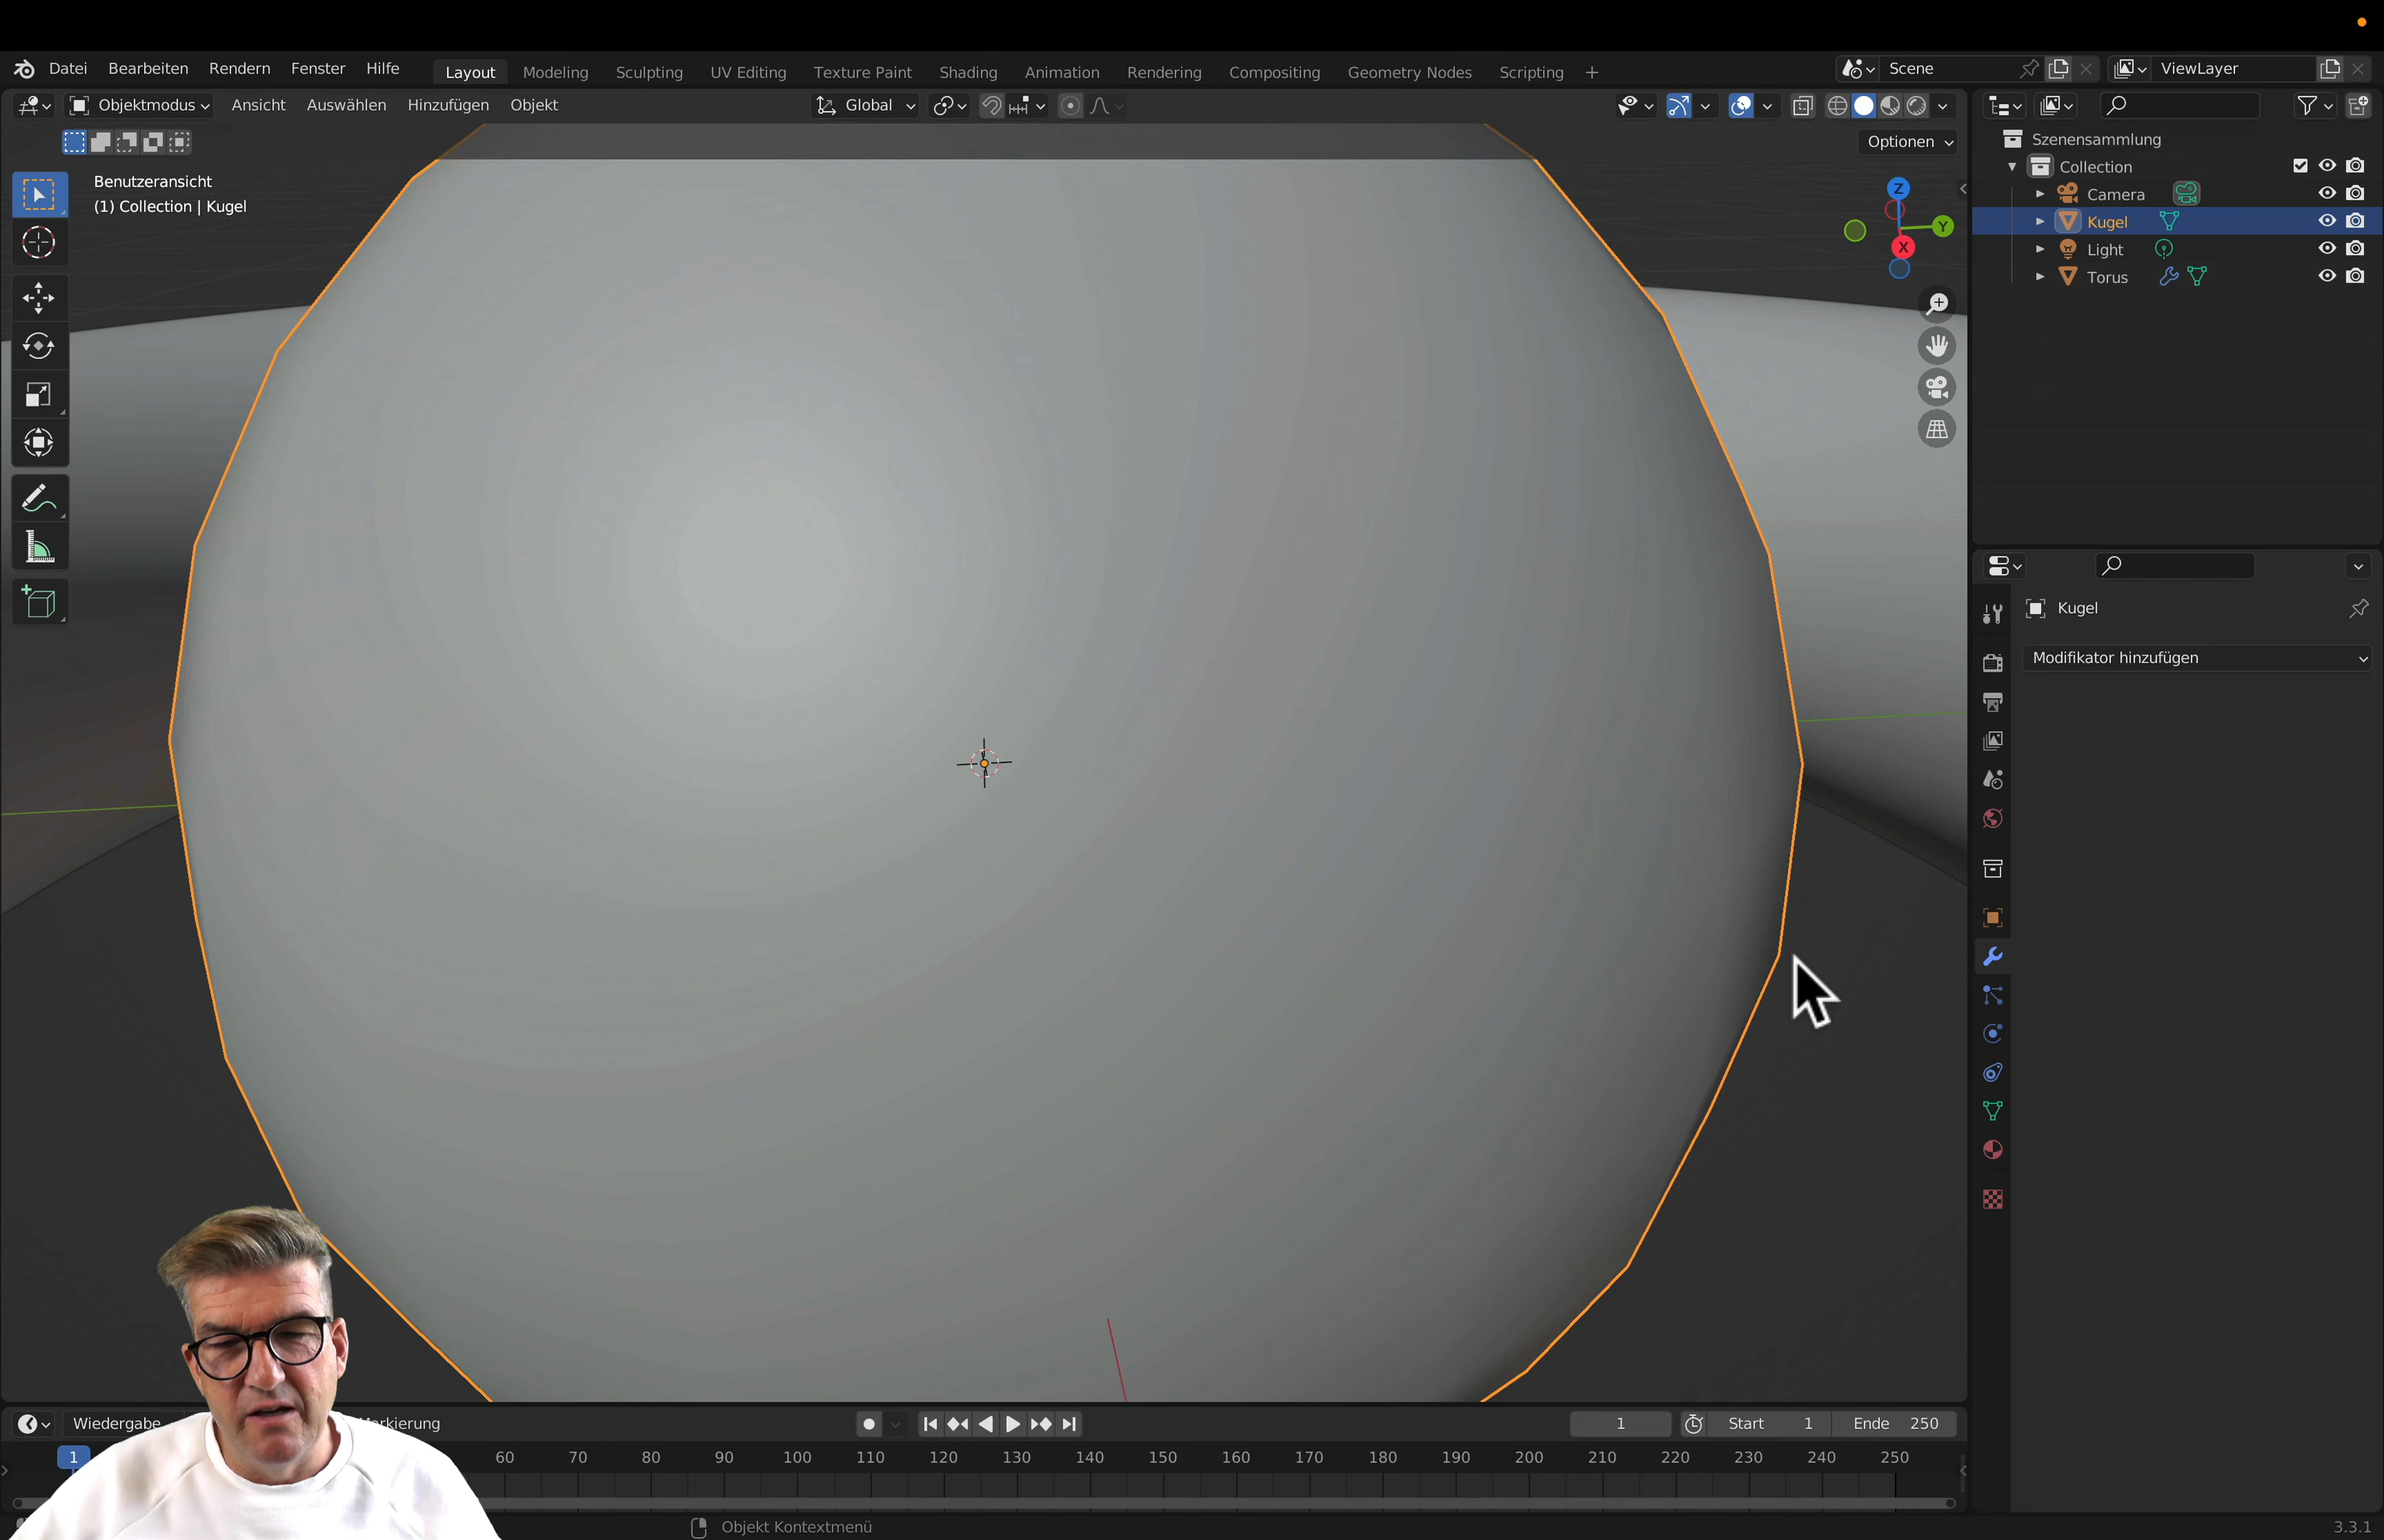 Datei Bearbeiten Rendern Fenster Hilfe Layout Modeling Sculpting UV Editing Texture Paint Shading Animation Rendering Compositing Geometry Nodes Scripting + Scene ViewLayer
Objektmodus Ansicht Auswählen Hinzufügen Objekt Global
Optionen
Benutzeransicht
(1) Collection | Kugel
Z
Y
X
Szenensammlung
Collection
Camera
Kugel
Light
Torus
Kugel
Modifikator hinzufügen
Wiedergabe Markierung 1 Start 1 Ende 250
1 60 70 80 90 100 110 120 130 140 150 160 170 180 190 200 210 220 230 240 250
Objekt Kontextmenü 3.3.1